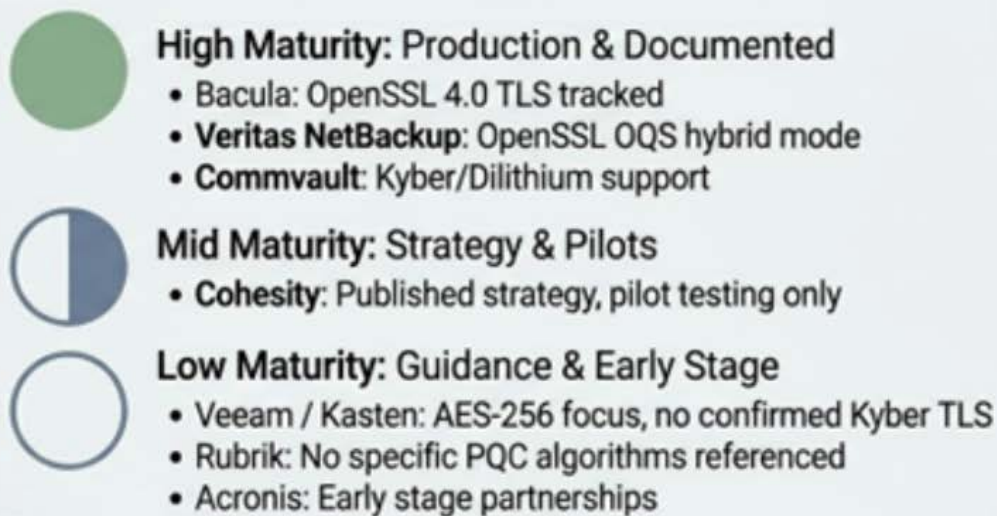 High Maturity: Production & Documented
• Bacula: OpenSSL 4.0 TLS tracked
• Veritas NetBackup: OpenSSL OQS hybrid mode
• Commvault: Kyber/Dilithium support
Mid Maturity: Strategy & Pilots
• Cohesity: Published strategy, pilot testing only
Low Maturity: Guidance & Early Stage
• Veeam / Kasten: AES-256 focus, no confirmed Kyber TLS
• Rubrik: No specific PQC algorithms referenced
• Acronis: Early stage partnerships